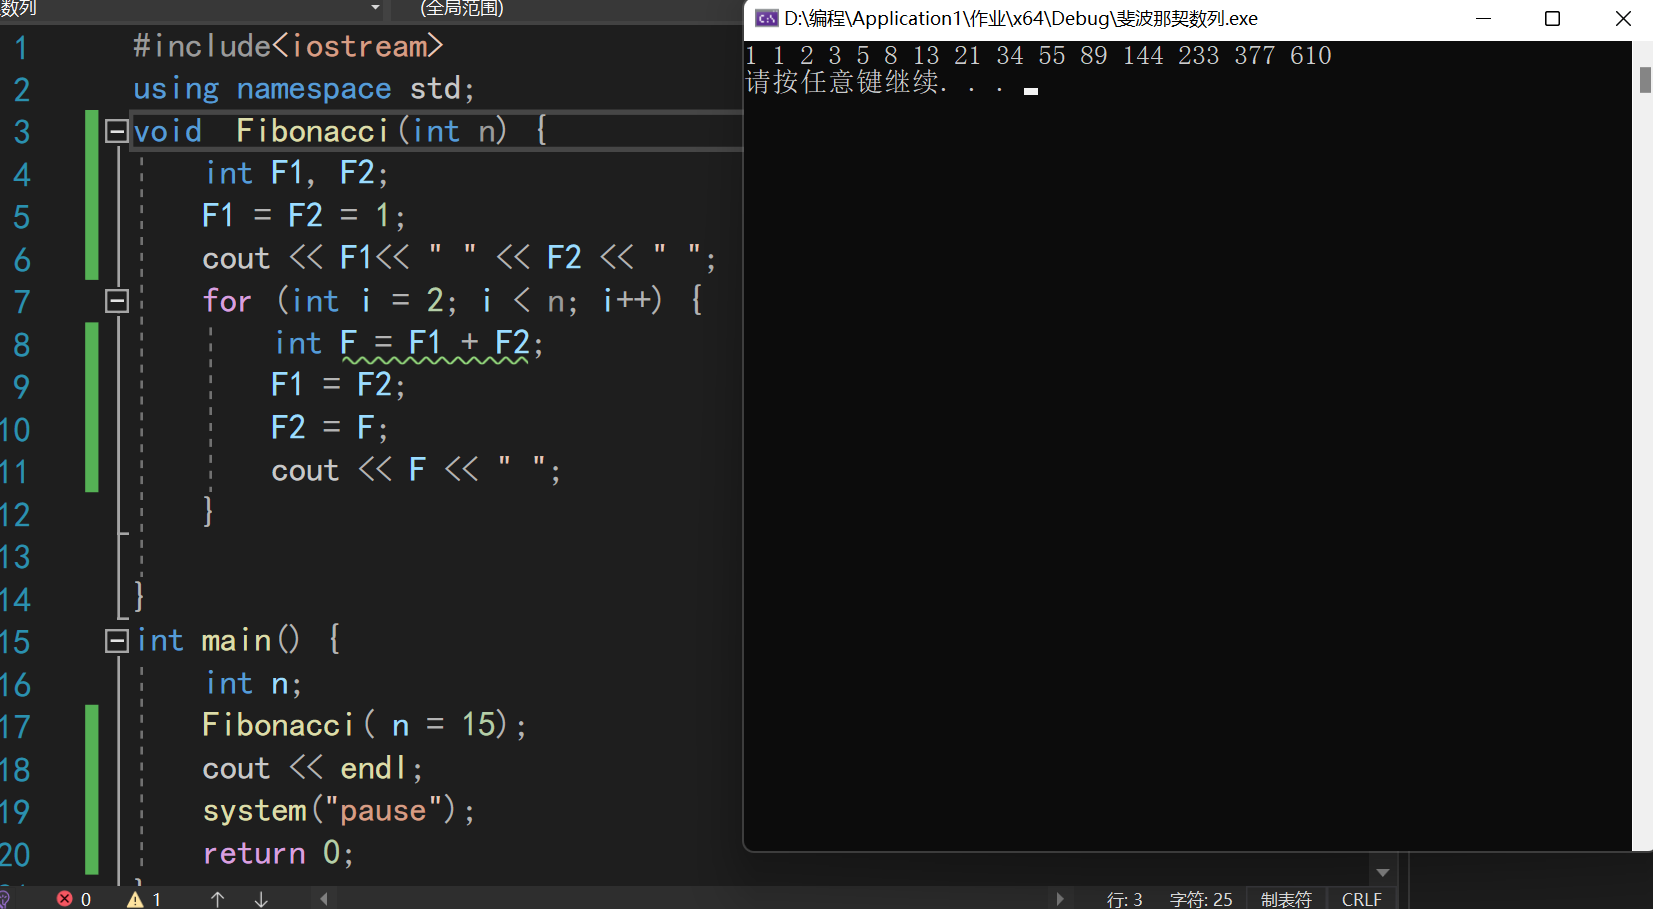 数列
(全局范围)
1 #include<iostream>
2 using namespace std;
3 void  Fibonacci(int n) {
4 int F1, F2;
5 F1 = F2 = 1;
6 cout << F1<< " " << F2 << " ";
7 for (int i = 2; i < n; i++) {
8 int F = F1 + F2;
9 F1 = F2;
10 F2 = F;
11 cout << F << " ";
12 }
13
14 }
15 int main() {
16 int n;
17 Fibonacci( n = 15);
18 cout << endl;
19 system("pause");
20 return 0;
0 1 行: 3 字符: 25 制表符 CRLF
D:\编程\Application1\作业\x64\Debug\斐波那契数列.exe
1 1 2 3 5 8 13 21 34 55 89 144 233 377 610
请按任意键继续. . .